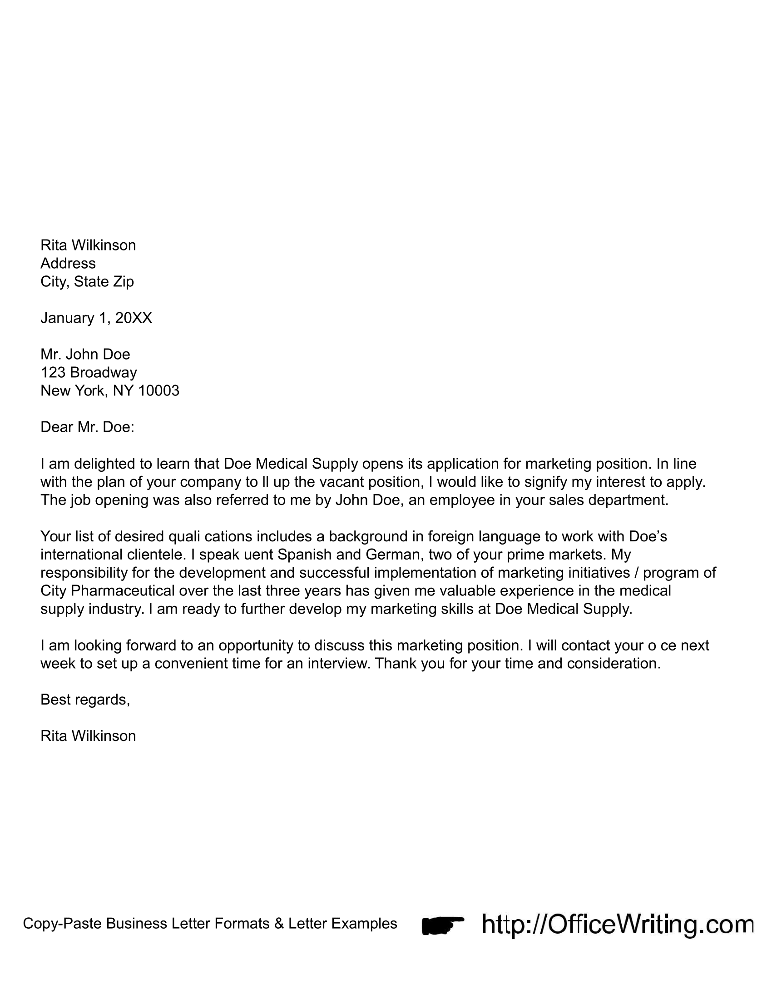 Rita Wilkinson
Address
City, State Zip
January 1, 20XX
Mr. John Doe
123 Broadway
New York, NY 10003
Dear Mr. Doe:
I am delighted to learn that Doe Medical Supply opens its application for marketing position. In line
with the plan of your company to ll up the vacant position, I would like to signify my interest to apply.
The job opening was also referred to me by John Doe, an employee in your sales department.
Your list of desired quali cations includes a background in foreign language to work with Doe’s
international clientele. I speak uent Spanish and German, two of your prime markets. My
responsibility for the development and successful implementation of marketing initiatives / program of
City Pharmaceutical over the last three years has given me valuable experience in the medical
supply industry. I am ready to further develop my marketing skills at Doe Medical Supply.
I am looking forward to an opportunity to discuss this marketing position. I will contact your o ce next
week to set up a convenient time for an interview. Thank you for your time and consideration.
Best regards,
Rita Wilkinson
Copy-Paste Business Letter Formats & Letter Examples http://OfficeWriting.com